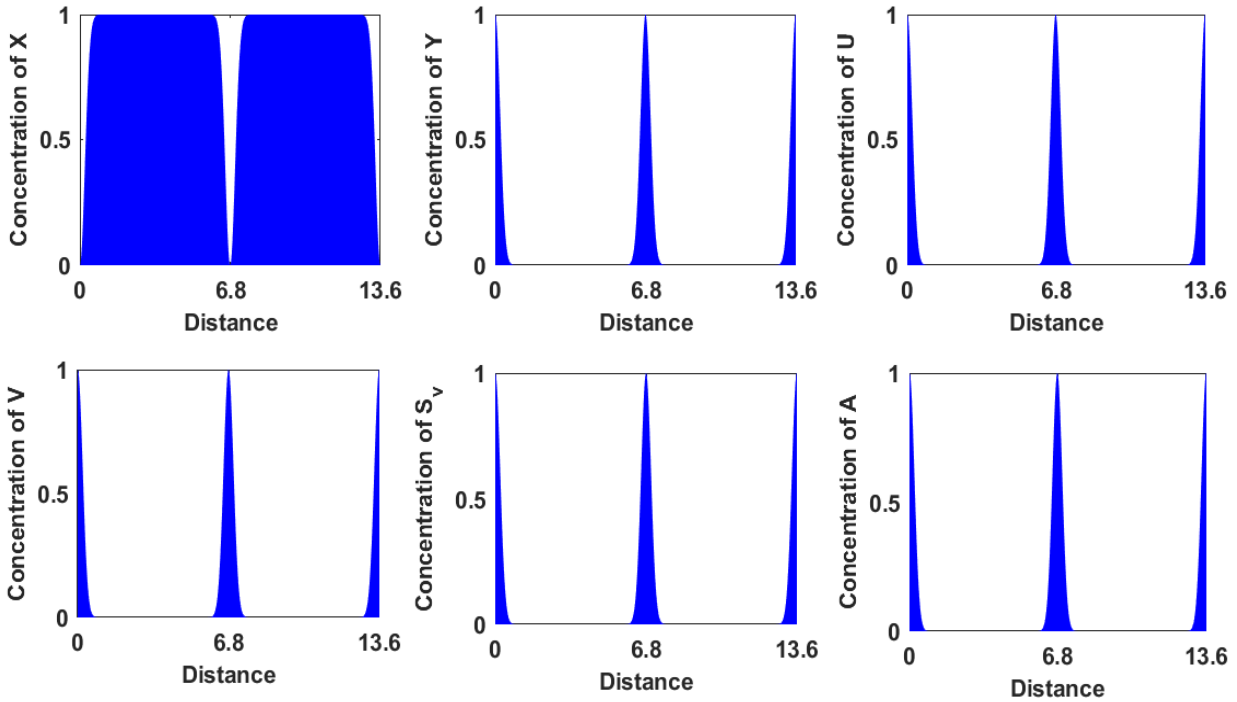 Concentration of X
1
0.5
0
0 6.8 13.6
Distance
Concentration of Y
1
0.5
0
0 6.8 13.6
Distance
Concentration of U
1
0.5
0
0 6.8 13.6
Distance
Concentration of V
1
0.5
0
0 6.8 13.6
Distance
Concentration of Sv
1
0.5
0
0 6.8 13.6
Distance
Concentration of A
1
0.5
0
0 6.8 13.6
Distance